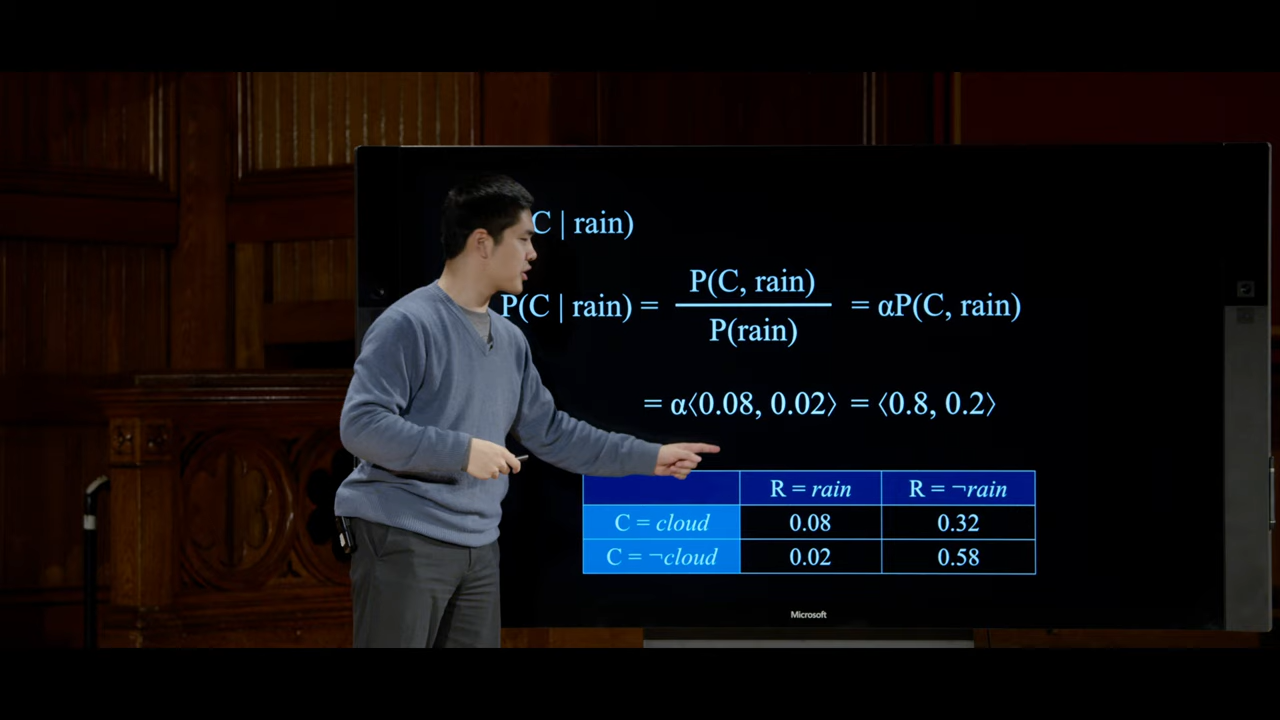 C | rain)
P(C | rain) = P(C, rain) / P(rain) = αP(C, rain)
= α⟨0.08, 0.02⟩ = ⟨0.8, 0.2⟩
R = rain R = ¬rain
C = cloud 0.08 0.32
C = ¬cloud 0.02 0.58
Microsoft